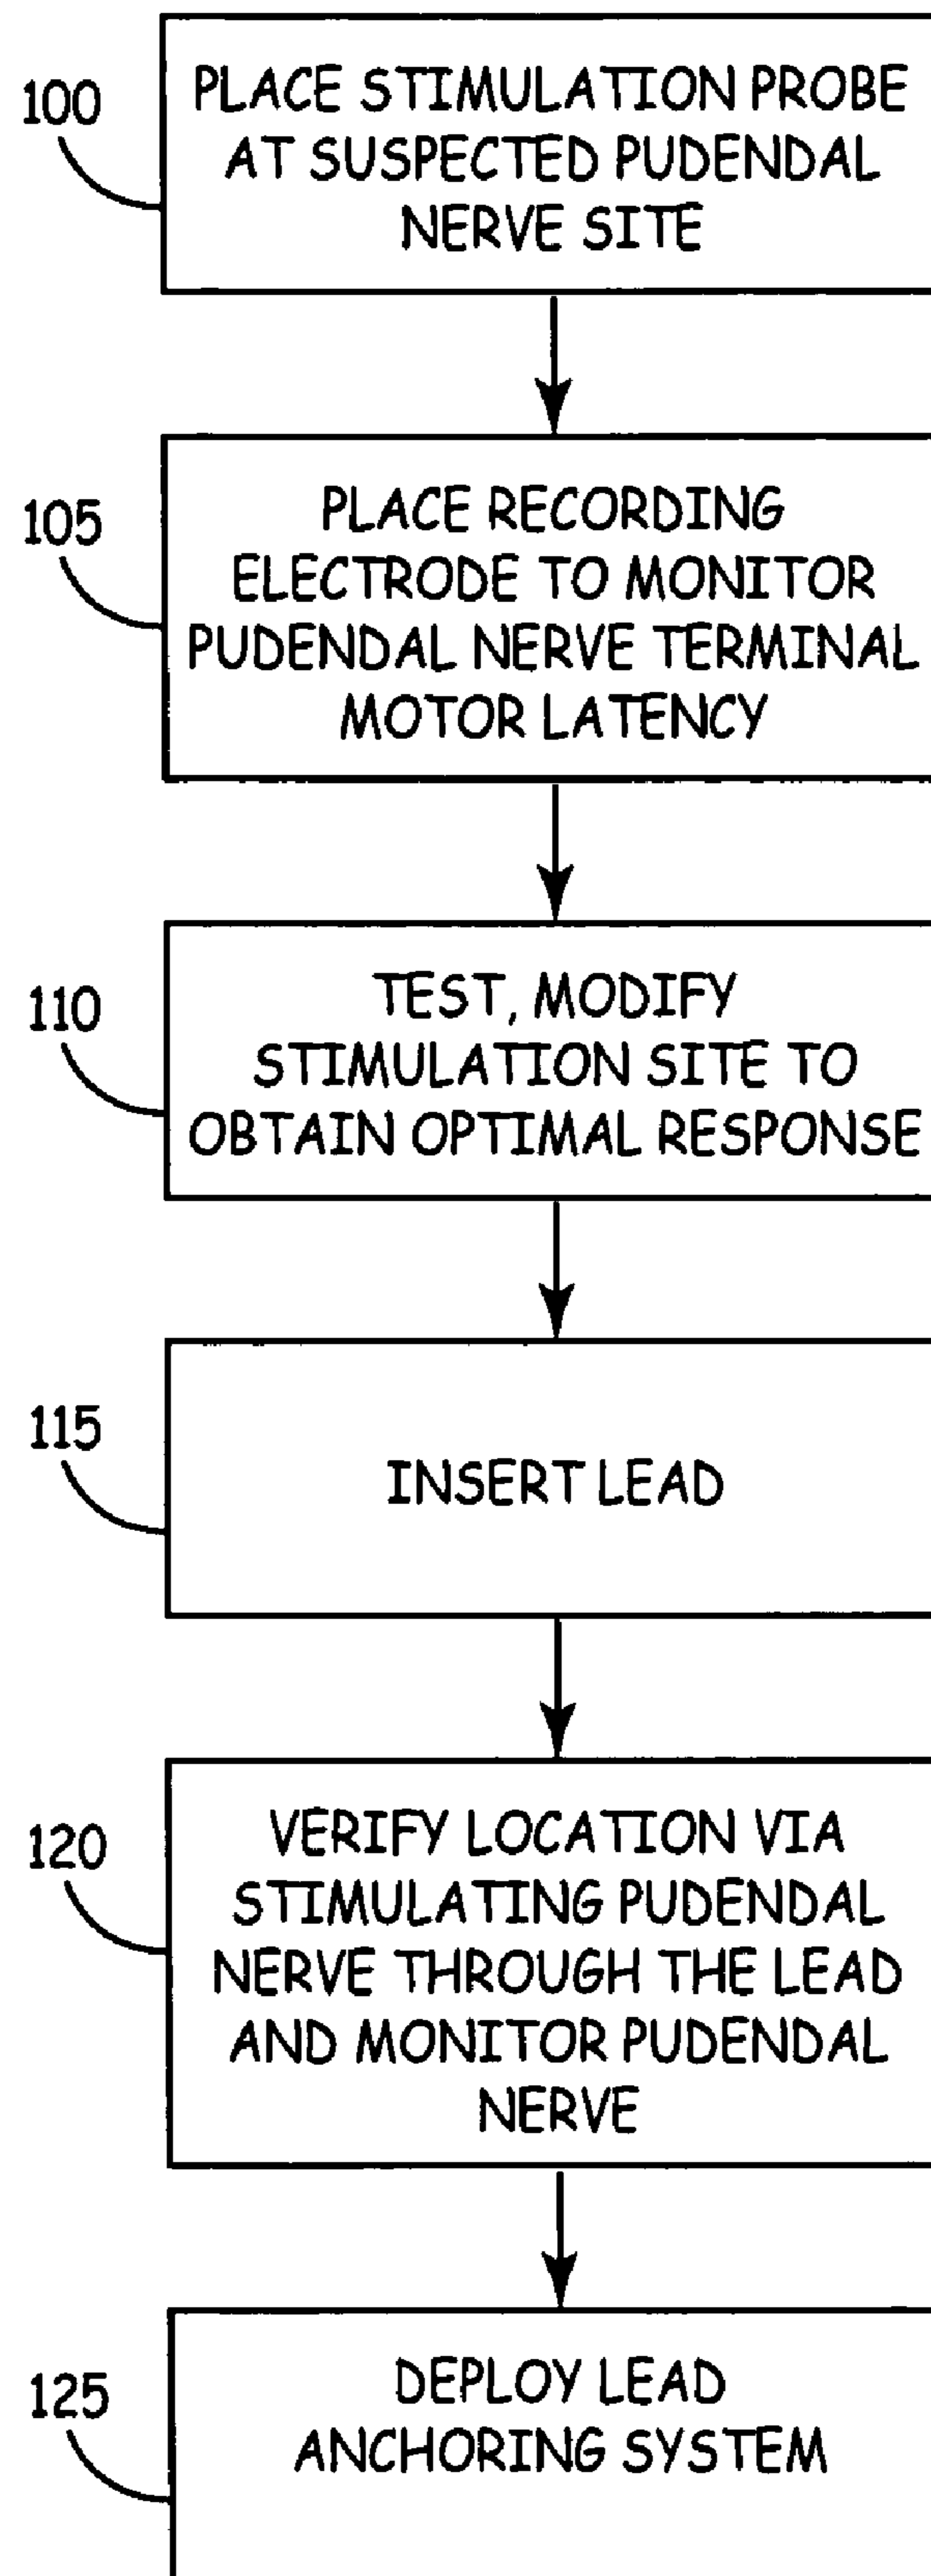 100
PLACE STIMULATION PROBE
AT SUSPECTED PUDENDAL
NERVE SITE
105
PLACE RECORDING
ELECTRODE TO MONITOR
PUDENDAL NERVE TERMINAL
MOTOR LATENCY
110
TEST, MODIFY
STIMULATION SITE TO
OBTAIN OPTIMAL RESPONSE
115
INSERT LEAD
120
VERIFY LOCATION VIA
STIMULATING PUDENDAL
NERVE THROUGH THE LEAD
AND MONITOR PUDENDAL
NERVE
125
DEPLOY LEAD
ANCHORING SYSTEM